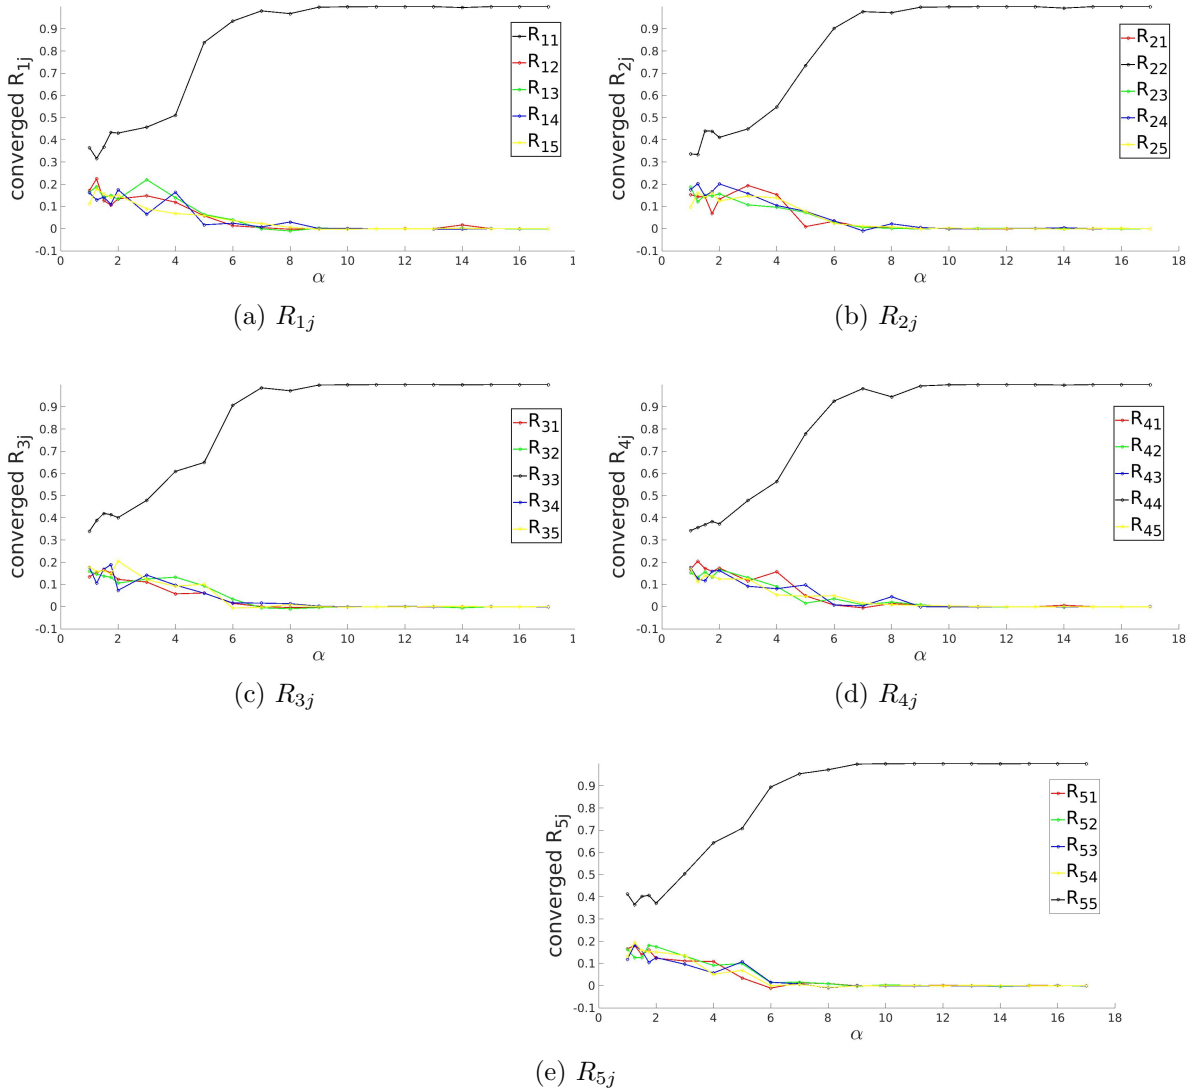 converged R1j
0.9
0.8
0.7
0.6
0.5
0.4
0.3
0.2
0.1
0
-0.1
0 2 4 6 8 10 12 14 16 1
α
R11
R12
R13
R14
R15
(a) R1j
converged R2j
0.9
0.8
0.7
0.6
0.5
0.4
0.3
0.2
0.1
0
-0.1
0 2 4 6 8 10 12 14 16 18
α
R21
R22
R23
R24
R25
(b) R2j
converged R3j
0.9
0.8
0.7
0.6
0.5
0.4
0.3
0.2
0.1
0
-0.1
0 2 4 6 8 10 12 14 16 1
α
R31
R32
R33
R34
R35
(c) R3j
converged R4j
0.9
0.8
0.7
0.6
0.5
0.4
0.3
0.2
0.1
0
-0.1
0 2 4 6 8 10 12 14 16 18
α
R41
R42
R43
R44
R45
(d) R4j
converged R5j
0.9
0.8
0.7
0.6
0.5
0.4
0.3
0.2
0.1
0
-0.1
0 2 4 6 8 10 12 14 16 18
α
R51
R52
R53
R54
R55
(e) R5j